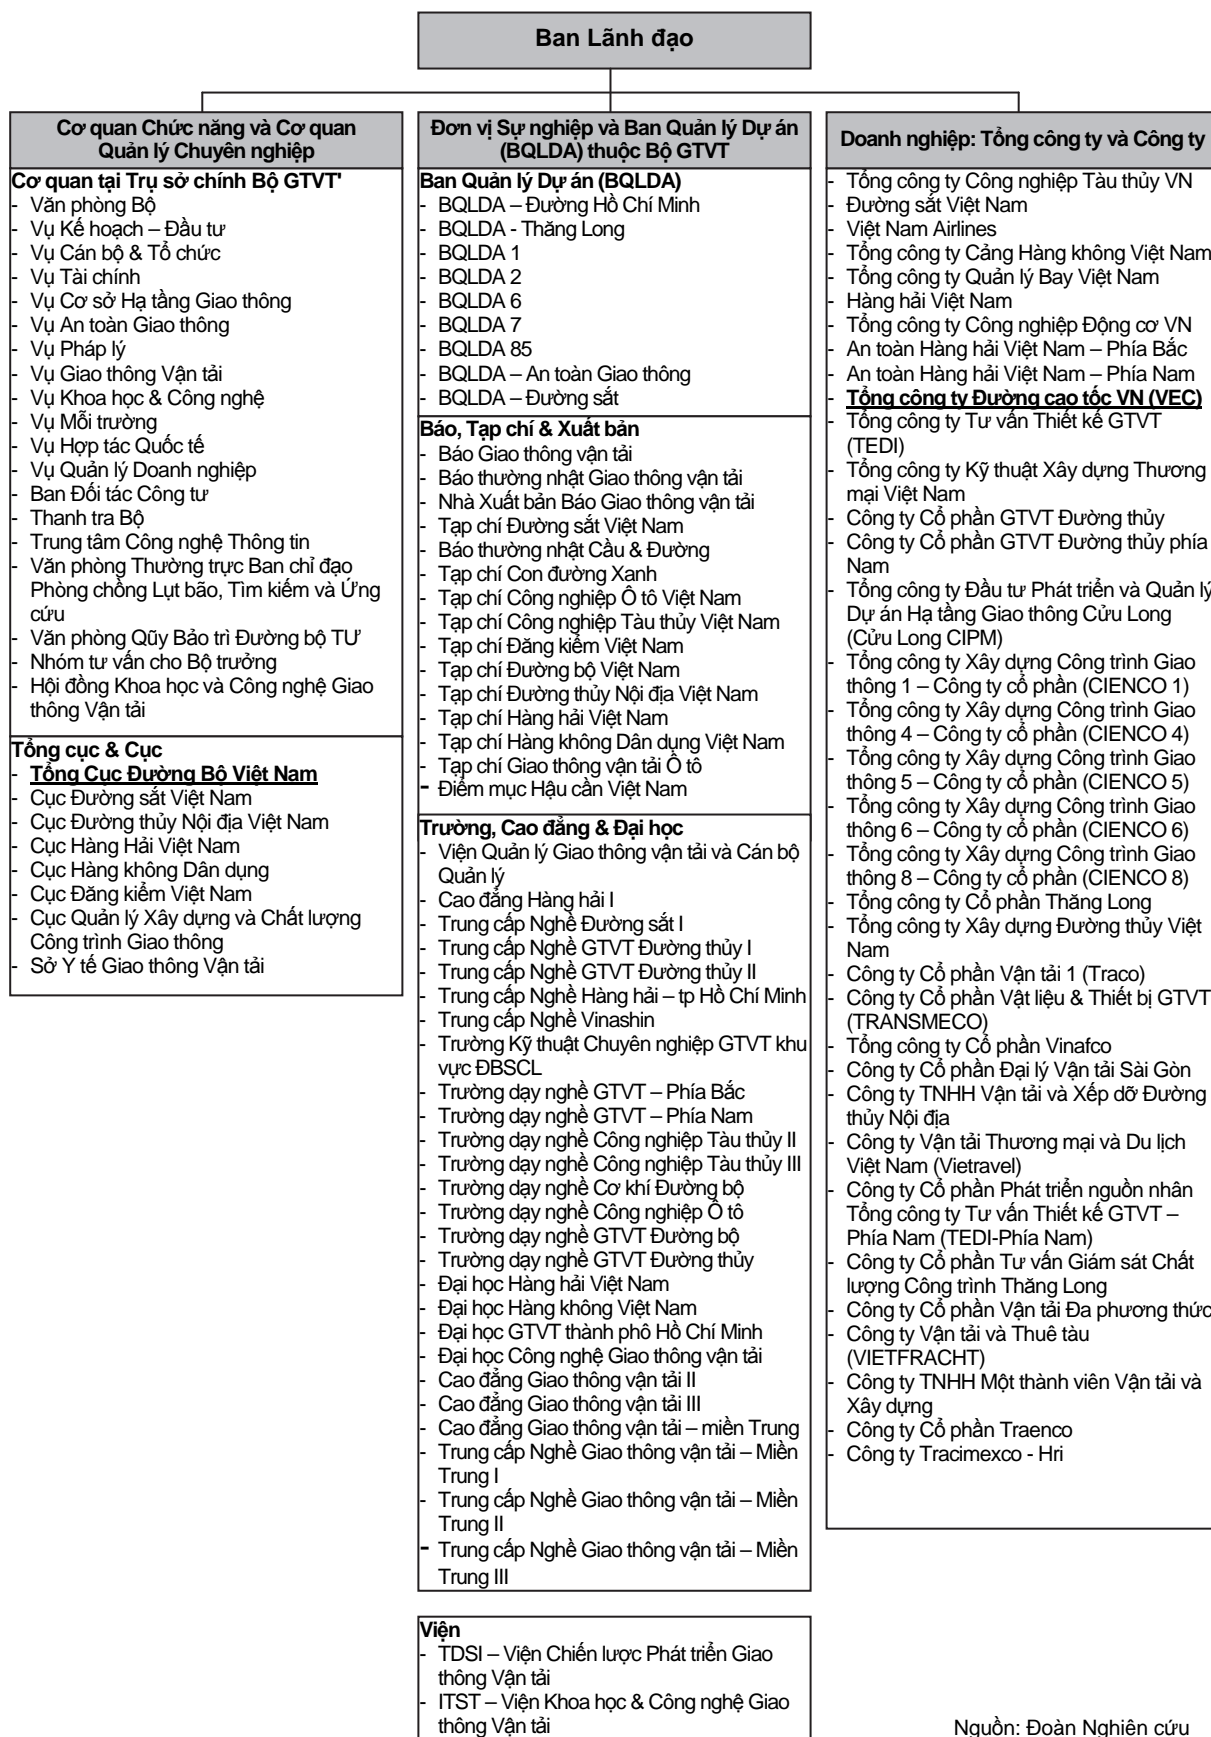 Ban Lãnh đạo
Cơ quan Chức năng và Cơ quan
Quản lý Chuyên nghiệp
Cơ quan tại Trụ sở chính Bộ GTVT'
- Văn phòng Bộ
- Vụ Kế hoạch – Đầu tư
- Vụ Cán bộ & Tổ chức
- Vụ Tài chính
- Vụ Cơ sở Hạ tầng Giao thông
- Vụ An toàn Giao thông
- Vụ Pháp lý
- Vụ Giao thông Vận tải
- Vụ Khoa học & Công nghệ
- Vụ Mỗi trường
- Vụ Hợp tác Quốc tế
- Vụ Quản lý Doanh nghiệp
- Ban Đối tác Công tư
- Thanh tra Bộ
- Trung tâm Công nghệ Thông tin
- Văn phòng Thường trực Ban chỉ đạo
Phòng chồng Lụt bão, Tìm kiếm và Ứng
cứu
- Văn phòng Qũy Bảo trì Đường bộ TƯ
- Nhóm tư vấn cho Bộ trưởng
- Hội đồng Khoa học và Công nghệ Giao
thông Vận tải
Tổng cục & Cục
- Tổng Cục Đường Bộ Việt Nam
- Cục Đường sắt Việt Nam
- Cục Đường thủy Nội địa Việt Nam
- Cục Hàng Hải Việt Nam
- Cục Hàng không Dân dụng
- Cục Đăng kiểm Việt Nam
- Cục Quản lý Xây dựng và Chất lượng
Công trình Giao thông
- Sở Y tế Giao thông Vận tải
Đơn vị Sự nghiệp và Ban Quản lý Dự án
(BQLDA) thuộc Bộ GTVT
Ban Quản lý Dự án (BQLDA)
- BQLDA – Đường Hồ Chí Minh
- BQLDA - Thăng Long
- BQLDA 1
- BQLDA 2
- BQLDA 6
- BQLDA 7
- BQLDA 85
- BQLDA – An toàn Giao thông
- BQLDA – Đường sắt
Báo, Tạp chí & Xuất bản
- Báo Giao thông vận tải
- Báo thường nhật Giao thông vận tải
- Nhà Xuất bản Báo Giao thông vận tải
- Tạp chí Đường sắt Việt Nam
- Báo thường nhật Cầu & Đường
- Tạp chí Con đường Xanh
- Tạp chí Công nghiệp Ô tô Việt Nam
- Tạp chí Công nghiệp Tàu thủy Việt Nam
- Tạp chí Đăng kiểm Việt Nam
- Tạp chí Đường bộ Việt Nam
- Tạp chí Đường thủy Nội địa Việt Nam
- Tạp chí Hàng hải Việt Nam
- Tạp chí Hàng không Dân dụng Việt Nam
- Tạp chí Giao thông vận tải Ô tô
- Điểm mục Hậu cần Việt Nam
Trường, Cao đẳng & Đại học
- Viện Quản lý Giao thông vận tải và Cán bộ
Quản lý
- Cao đẳng Hàng hải I
- Trung cấp Nghề Đường sắt I
- Trung cấp Nghề GTVT Đường thủy I
- Trung cấp Nghề GTVT Đường thủy II
- Trung cấp Nghề Hàng hải – tp Hồ Chí Minh
- Trung cấp Nghề Vinashin
- Trường Kỹ thuật Chuyên nghiệp GTVT khu
vực ĐBSCL
- Trường dạy nghề GTVT – Phía Bắc
- Trường dạy nghề GTVT – Phía Nam
- Trường dạy nghề Công nghiệp Tàu thủy II
- Trường dạy nghề Công nghiệp Tàu thủy III
- Trường dạy nghề Cơ khí Đường bộ
- Trường dạy nghề Công nghiệp Ô tô
- Trường dạy nghề GTVT Đường bộ
- Trường dạy nghề GTVT Đường thủy
- Đại học Hàng hải Việt Nam
- Đại học Hàng không Việt Nam
- Đại học GTVT thành phô Hồ Chí Minh
- Đại học Công nghệ Giao thông vận tải
- Cao đẳng Giao thông vận tải II
- Cao đẳng Giao thông vận tải III
- Cao đẳng Giao thông vận tải – miền Trung
- Trung cấp Nghề Giao thông vận tải – Miền
Trung I
- Trung cấp Nghề Giao thông vận tải – Miền
Trung II
- Trung cấp Nghề Giao thông vận tải – Miền
Trung III
Viện
- TDSI – Viện Chiến lược Phát triển Giao
thông Vận tải
- ITST – Viện Khoa học & Công nghệ Giao
thông Vận tải
Doanh nghiệp: Tổng công ty và Công ty
- Tổng công ty Công nghiệp Tàu thủy VN
- Đường sắt Việt Nam
- Việt Nam Airlines
- Tổng công ty Cảng Hàng không Việt Nam
- Tổng công ty Quản lý Bay Việt Nam
- Hàng hải Việt Nam
- Tổng công ty Công nghiệp Động cơ VN
- An toàn Hàng hải Việt Nam – Phía Bắc
- An toàn Hàng hải Việt Nam – Phía Nam
- Tổng công ty Đường cao tốc VN (VEC)
- Tổng công ty Tư vấn Thiết kế GTVT
(TEDI)
- Tổng công ty Kỹ thuật Xây dựng Thương
mại Việt Nam
- Công ty Cổ phần GTVT Đường thủy
- Công ty Cổ phần GTVT Đường thủy phía
Nam
- Tổng công ty Đầu tư Phát triển và Quản lý
Dự án Hạ tầng Giao thông Cửu Long
(Cửu Long CIPM)
- Tổng công ty Xây dựng Công trình Giao
thông 1 – Công ty cổ phần (CIENCO 1)
- Tổng công ty Xây dựng Công trình Giao
thông 4 – Công ty cổ phần (CIENCO 4)
- Tổng công ty Xây dựng Công trình Giao
thông 5 – Công ty cổ phần (CIENCO 5)
- Tổng công ty Xây dựng Công trình Giao
thông 6 – Công ty cổ phần (CIENCO 6)
- Tổng công ty Xây dựng Công trình Giao
thông 8 – Công ty cổ phần (CIENCO 8)
- Tổng công ty Cổ phần Thăng Long
- Tổng công ty Xây dựng Đường thủy Việt
Nam
- Công ty Cổ phần Vận tải 1 (Traco)
- Công ty Cổ phần Vật liệu & Thiết bị GTVT
(TRANSMECO)
- Tổng công ty Cổ phần Vinafco
- Công ty Cổ phần Đại lý Vận tải Sài Gòn
- Công ty TNHH Vận tải và Xếp dỡ Đường
thủy Nội địa
- Công ty Vận tải Thương mại và Du lịch
Việt Nam (Vietravel)
- Công ty Cổ phần Phát triển nguồn nhân
Tổng công ty Tư vấn Thiết kế GTVT –
Phía Nam (TEDI-Phía Nam)
- Công ty Cổ phần Tư vấn Giám sát Chất
lượng Công trình Thăng Long
- Công ty Cổ phần Vận tải Đa phương thức
- Công ty Vận tải và Thuê tàu
(VIETFRACHT)
- Công ty TNHH Một thành viên Vận tải và
Xây dựng
- Công ty Cổ phần Traenco
- Công ty Tracimexco - Hri
Nguồn: Đoàn Nghiên cứu